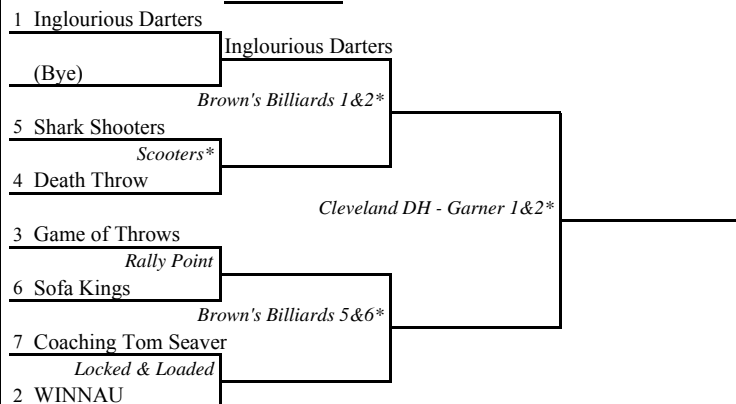 1 Inglourious Darters
Inglourious Darters
(Bye)
Brown's Billiards 1&2*
5 Shark Shooters
Scooters*
4 Death Throw
Cleveland DH - Garner 1&2*
3 Game of Throws
Rally Point
6 Sofa Kings
Brown's Billiards 5&6*
7 Coaching Tom Seaver
Locked & Loaded
2 WINNAU